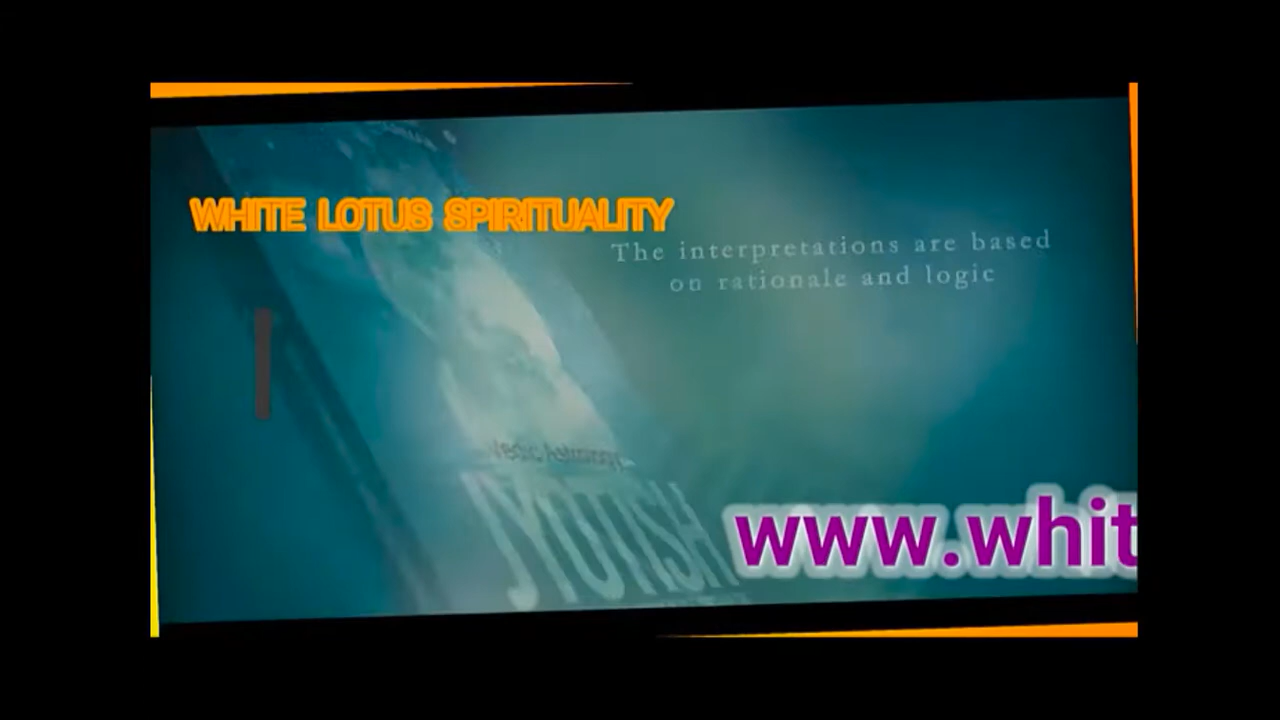 WHITE LOTUS SPIRITUALITY
The interpretations are based
on rationale and logic
Vedic Astrology
JYOTISH
www.whit